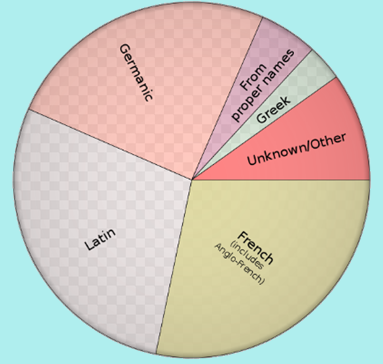 Germanic
From
proper names
Greek
Unknown/Other
Latin
French
(includes
Anglo-French)